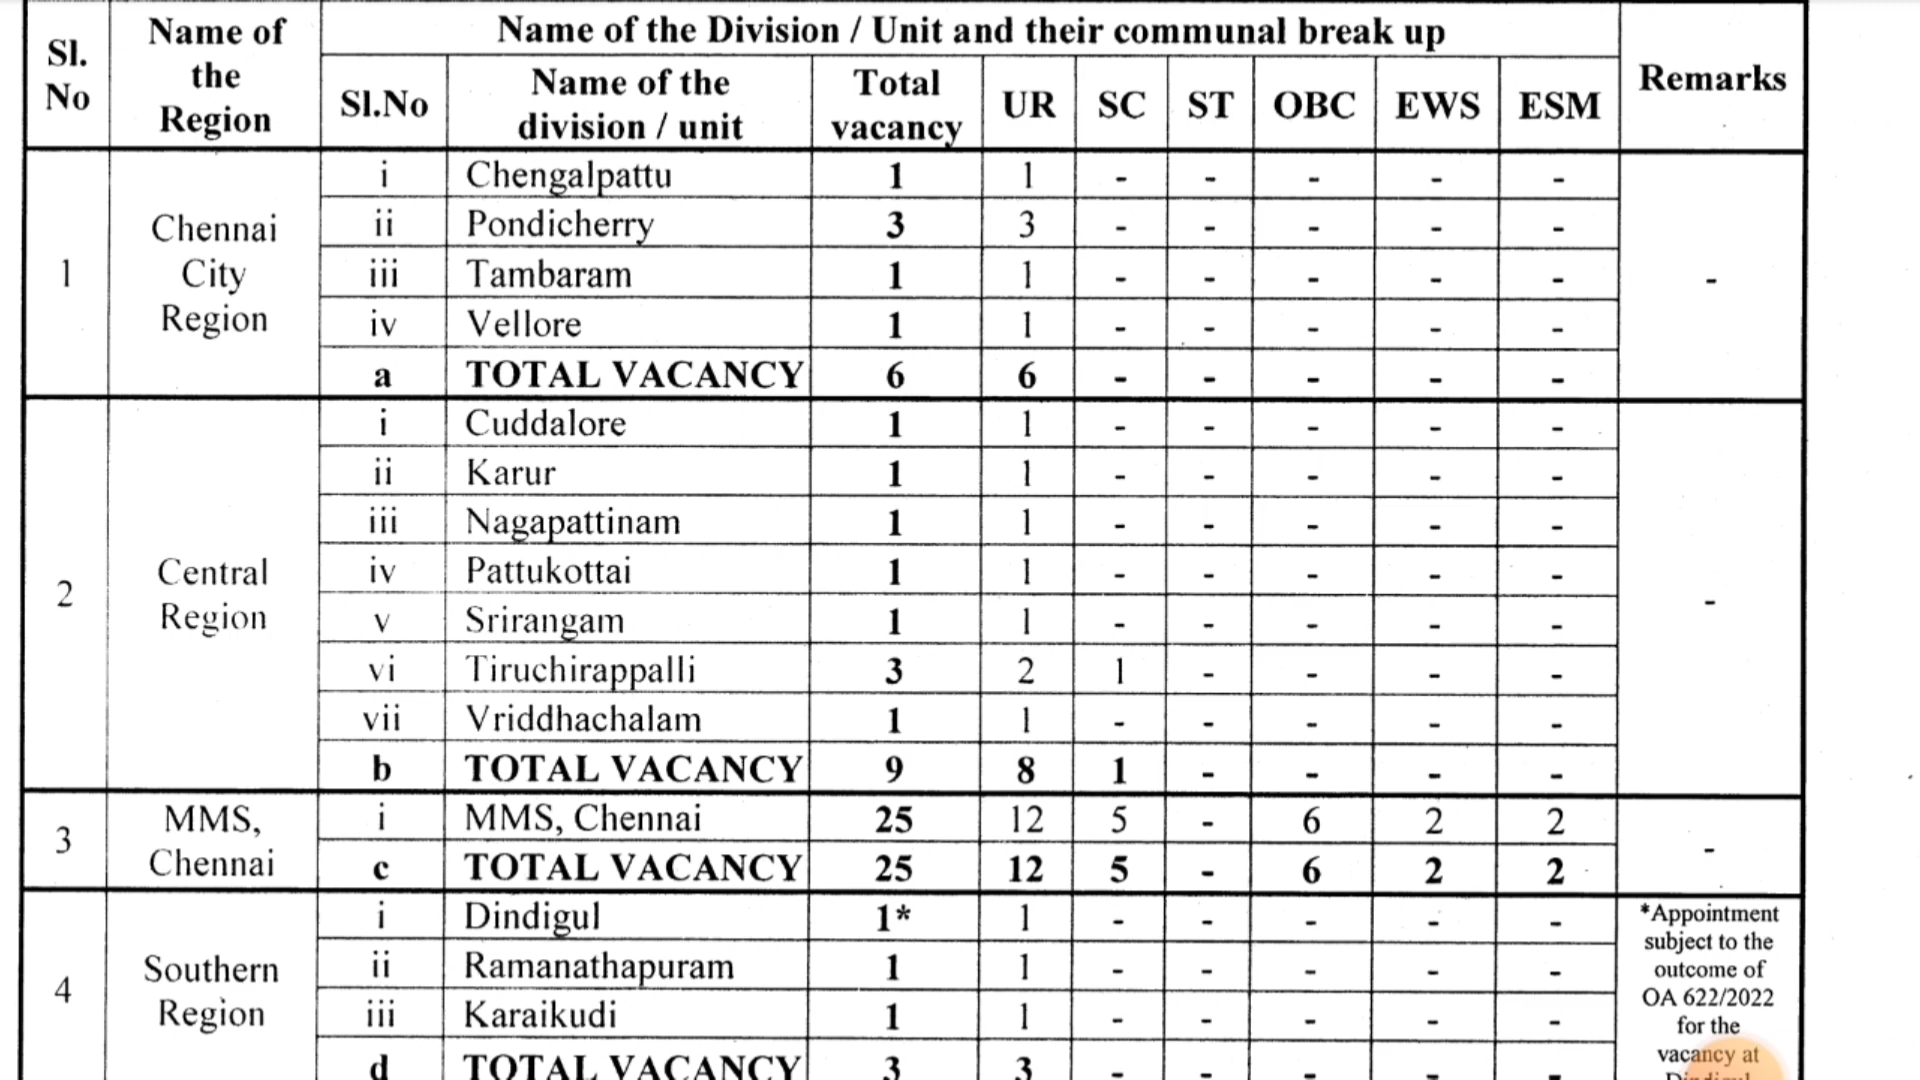 Sl. No | Name of the Region | Name of the Division / Unit and their communal break up | Remarks
Sl.No | Name of the division / unit | Total vacancy | UR | SC | ST | OBC | EWS | ESM
1 | Chennai City Region | i | Chengalpattu | 1 | 1 | - | - | - | - | - | -
ii | Pondicherry | 3 | 3 | - | - | - | - | -
iii | Tambaram | 1 | 1 | - | - | - | - | -
iv | Vellore | 1 | 1 | - | - | - | - | -
a | TOTAL VACANCY | 6 | 6 | - | - | - | - | -
2 | Central Region | i | Cuddalore | 1 | 1 | - | - | - | - | - | -
ii | Karur | 1 | 1 | - | - | - | - | -
iii | Nagapattinam | 1 | 1 | - | - | - | - | -
iv | Pattukottai | 1 | 1 | - | - | - | - | -
v | Srirangam | 1 | 1 | - | - | - | - | -
vi | Tiruchirappalli | 3 | 2 | 1 | - | - | - | -
vii | Vriddhachalam | 1 | 1 | - | - | - | - | -
b | TOTAL VACANCY | 9 | 8 | 1 | - | - | - | -
3 | MMS, Chennai | i | MMS, Chennai | 25 | 12 | 5 | - | 6 | 2 | 2 | -
c | TOTAL VACANCY | 25 | 12 | 5 | - | 6 | 2 | 2
4 | Southern Region | i | Dindigul | 1* | 1 | - | - | - | - | - | *Appointment subject to the outcome of OA 622/2022 for the vacancy at
ii | Ramanathapuram | 1 | 1 | - | - | - | - | -
iii | Karaikudi | 1 | 1 | - | - | - | - | -
d | TOTAL VACANCY | 3 | 3 | - | - | - | - | -